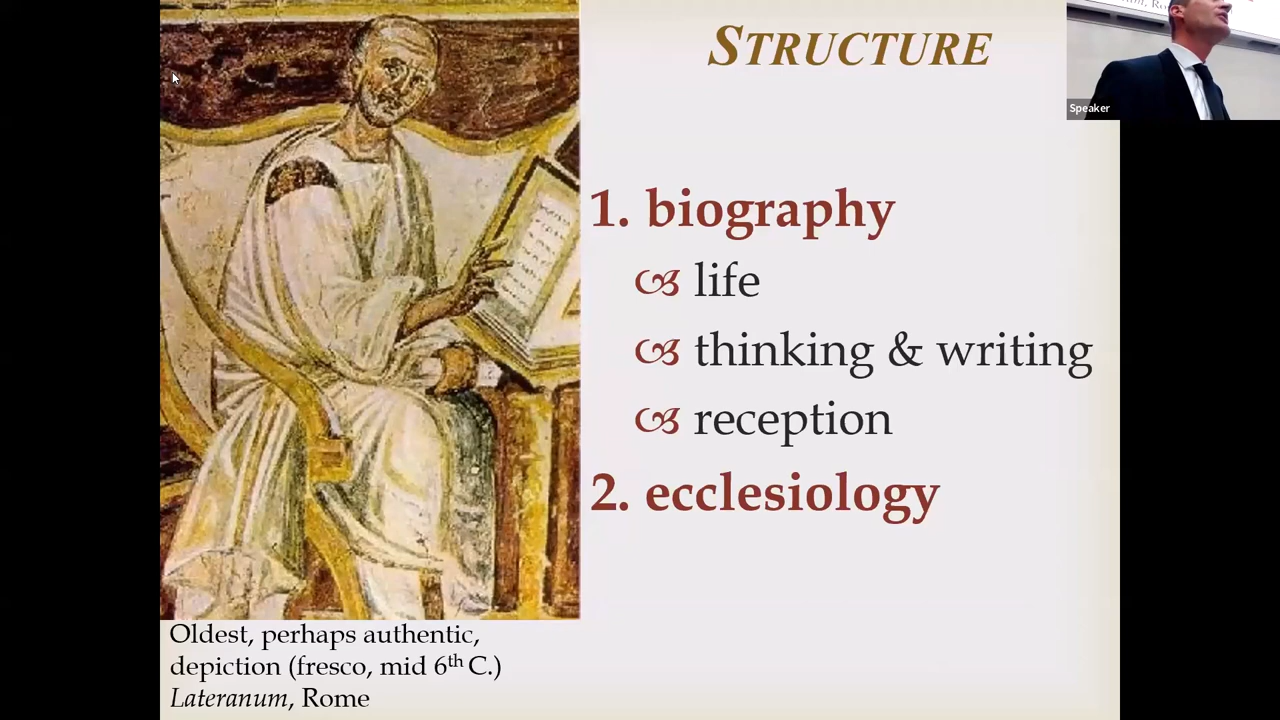 STRUCTURE
1. biography
life
thinking & writing
reception
2. ecclesiology
Oldest, perhaps authentic,
depiction (fresco, mid 6th C.)
Lateranum, Rome
Speaker